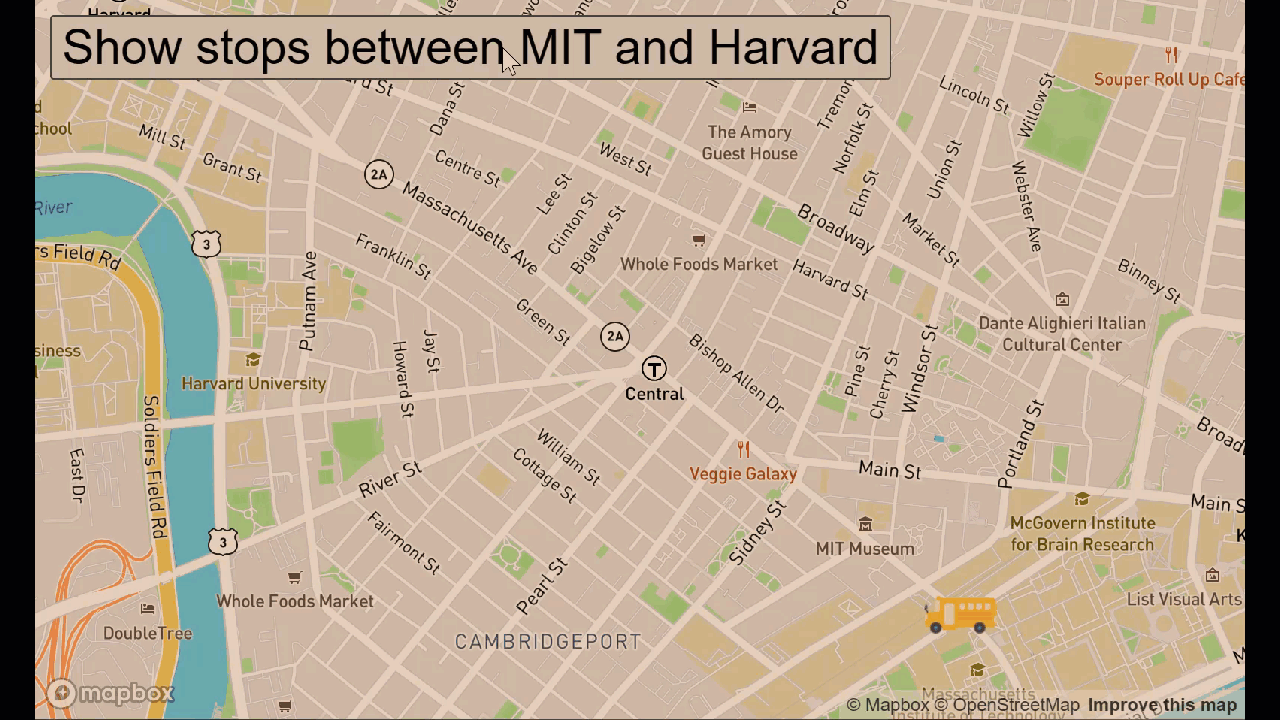 Harvard
Show stops between MIT and Harvard
Souper Roll Up Cafe
d St
Dana St
Lincoln St
Willow St
The Amory
Guest House
Norfolk St
chool
Mill St
Grant St
2A
Centre St
West St
Lee St
Clinton St
Bigelow St
Massachusetts Ave
Elm St
Union St
Webster Ave
River
3
Broadway
Market St
rs Field Rd
Franklin St
Putnam Ave
Whole Foods Market
Harvard St
Binney St
Green St
2A
Dante Alighieri Italian
Cultural Center
siness
Harvard University
Howard St
Jay St
T
Central
Bishop Allen Dr
Pine St
Cherry St
Windsor St
Soldiers Field Rd
East Dr
River St
William St
Cottage St
Veggie Galaxy
Main St
Portland St
Broad
Main S
3
Fairmont St
Sidney St
MIT Museum
McGovern Institute
for Brain Research
K
Whole Foods Market
Pearl St
List Visual Arts
DoubleTree
CAMBRIDGEPORT
M
mapbox
Massachusetts
Institute of Technology
© Mapbox © OpenStreetMap Improve this map